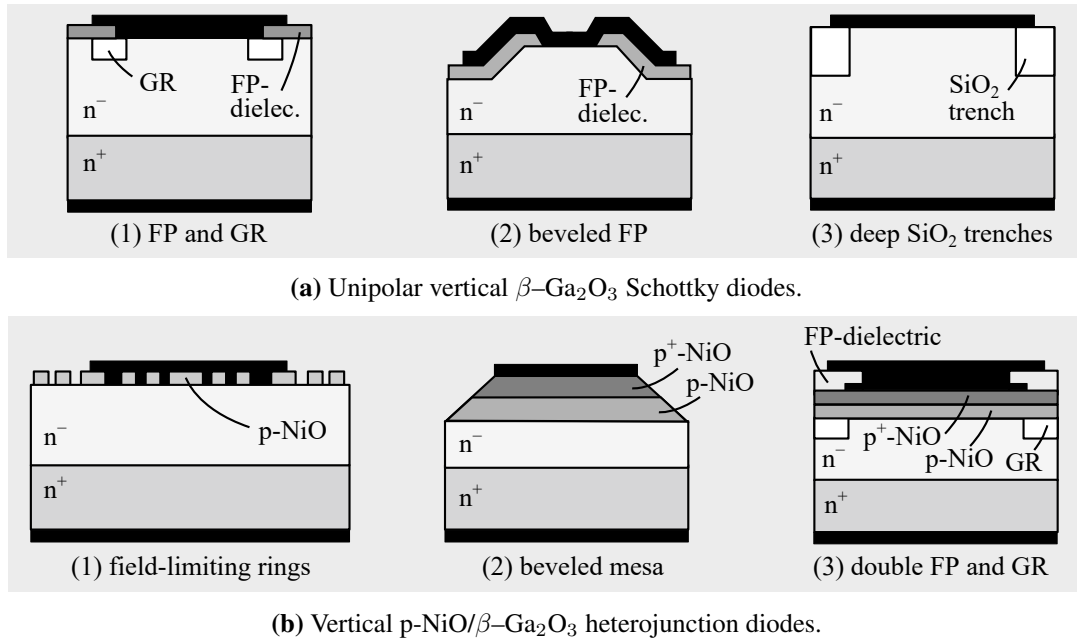 GR
FP-
dielec.
n⁻
n⁺
(1) FP and GR
FP-
dielec.
n⁻
n⁺
(2) beveled FP
SiO₂
trench
n⁻
n⁺
(3) deep SiO₂ trenches
(a) Unipolar vertical β–Ga₂O₃ Schottky diodes.
p-NiO
n⁻
n⁺
(1) field-limiting rings
p⁺-NiO
p-NiO
n⁻
n⁺
(2) beveled mesa
FP-dielectric
p⁺-NiO
p-NiO
GR
n⁻
n⁺
(3) double FP and GR
(b) Vertical p-NiO/β–Ga₂O₃ heterojunction diodes.